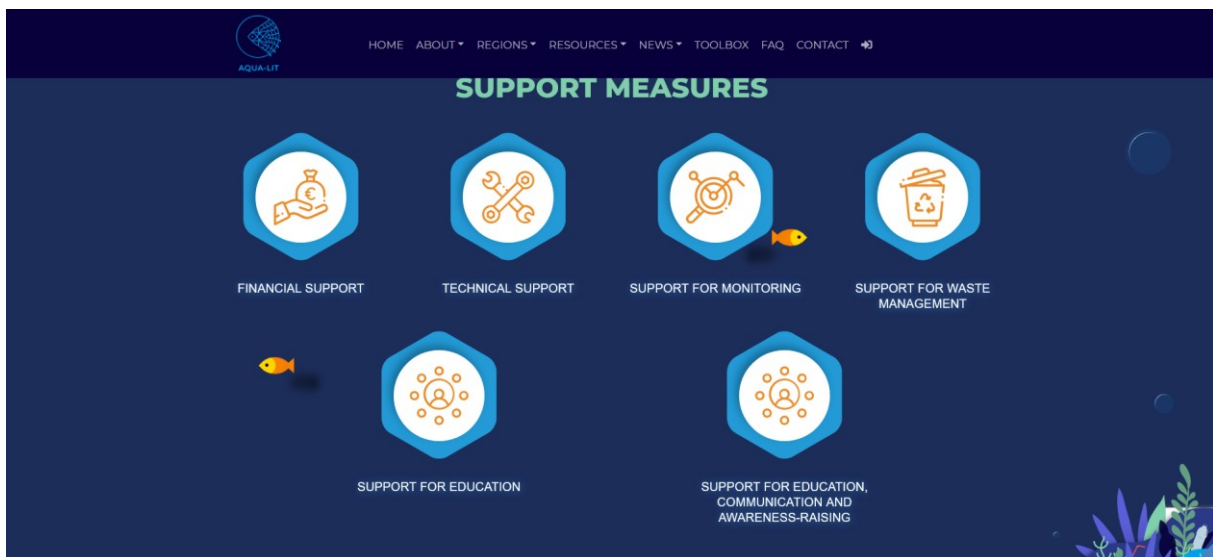 AQUA-LIT
HOME ABOUT REGIONS RESOURCES NEWS TOOLBOX FAQ CONTACT
SUPPORT MEASURES
€
FINANCIAL SUPPORT
TECHNICAL SUPPORT
SUPPORT FOR MONITORING
SUPPORT FOR WASTE
MANAGEMENT
SUPPORT FOR EDUCATION
SUPPORT FOR EDUCATION,
COMMUNICATION AND
AWARENESS-RAISING